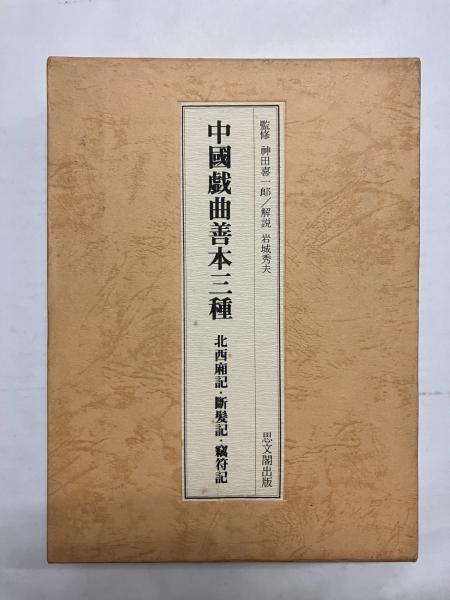 監修 神田喜一郎/解説 岩城秀夫
中國戯曲善本三種
北西廂記・斷髮記・竊符記
思文閣出版